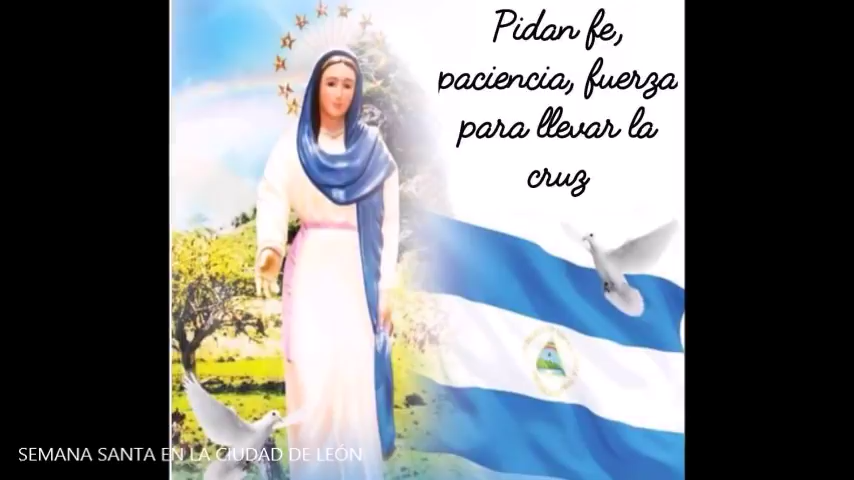 Pidan fe,
paciencia, fuerza
para llevar la
cruz
SEMANA SANTA EN LA CIUDAD DE LEÓN